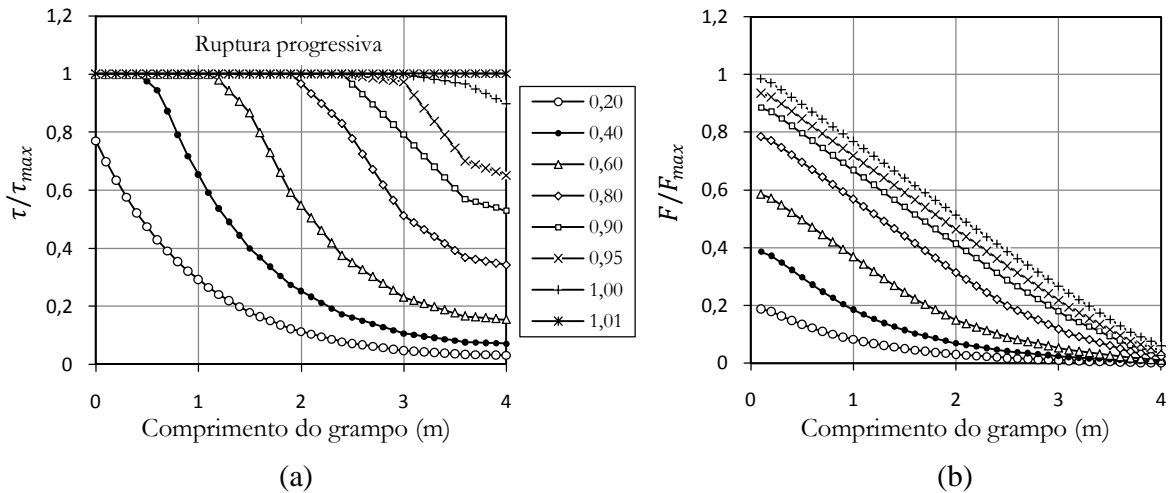 1,2
1
0,8
0,6
0,4
0,2
0
τ/τmax
Ruptura progressiva
0 1 2 3 4
Comprimento do grampo (m)
(a)
0,20
0,40
0,60
0,80
0,90
0,95
1,00
1,01
1,2
1
0,8
0,6
0,4
0,2
0
F/Fmax
0 1 2 3 4
Comprimento do grampo (m)
(b)